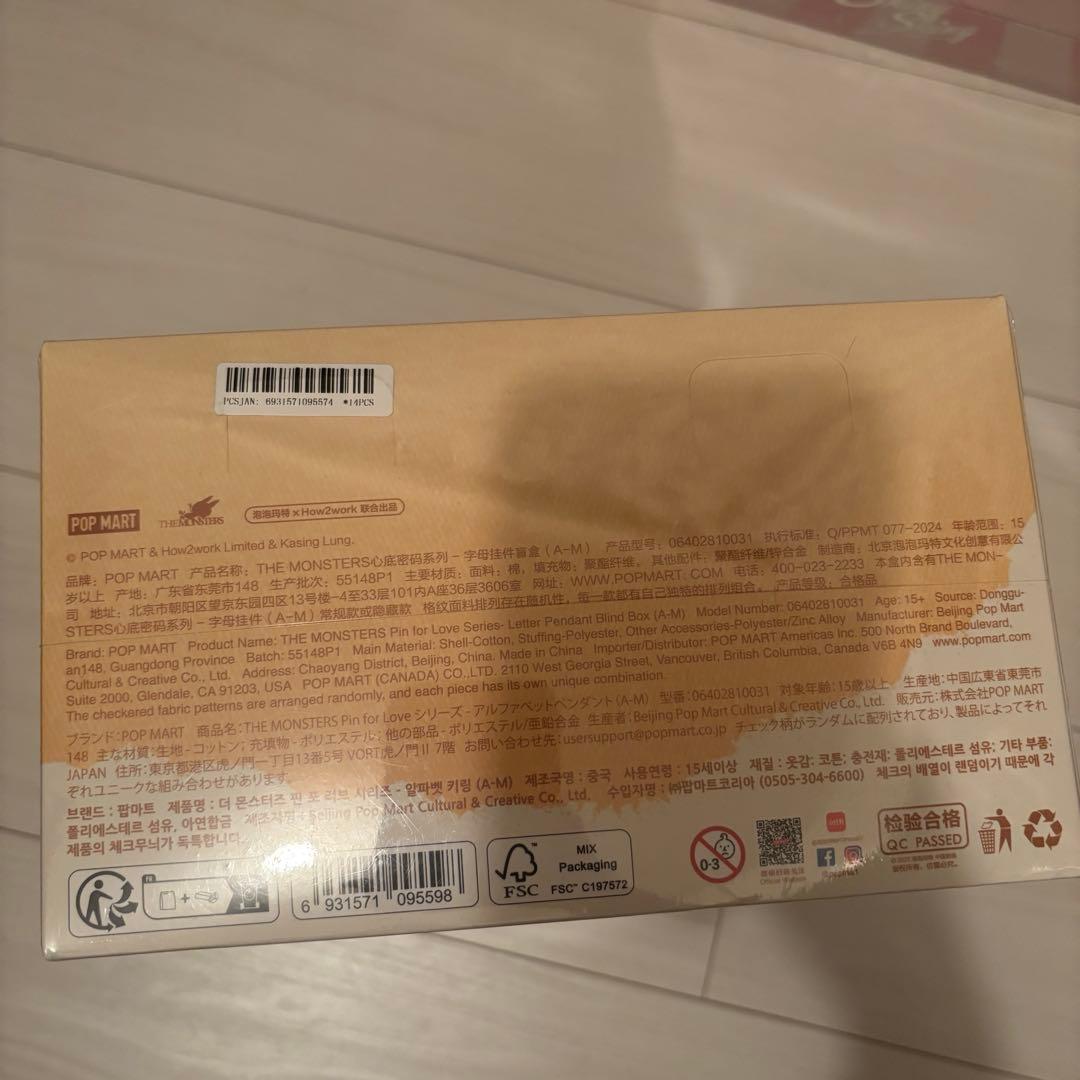 PCSJAN: 6931571095574 *14PCS
POP MART THE MONSTERS 泡泡玛特 × How2work 联合出品
© POP MART & How2work Limited & Kasing Lung.
品牌：POP MART 产品名称：THE MONSTERS心底密码系列 – 字母挂件盲盒（A–M） 产品型号：06402810031 执行标准：Q/PPMT 077–2024 年龄范围：15
岁以上 产地：广东省东莞市148 生产批次：55148P1 主要材质：面料：棉，填充物：聚酯纤维。其他配件，聚酯纤维/锌合金 制造商：北京泡泡玛特文化创意有限公
司 地址：北京市朝阳区望京东园四区13号楼–4至33层101内A座36层3606室 网址：WWW.POPMART. COM 电话：400–023–2233 本盒内含有THE MON-
STERS心底密码系列 – 字母挂件（A–M）常规款或隐藏款 格纹面料排列存在随机性，每一款都有自己独特的排列组合。 产品等级：合格品
Brand: POP MART Product Name: THE MONSTERS Pin for Love Series- Letter Pendant Blind Box (A-M) Model Number: 06402810031 Age: 15+ Source: Donggu-
an148, Guangdong Province Batch: 55148P1 Main Material: Shell-Cotton, Stuffing-Polyester, Other Accessories-Polyester/Zinc Alloy Manufacturer: Beijing Pop Mart
Cultural & Creative Co., Ltd. Address: Chaoyang District, Beijing, China. Made in China Importer/Distributor: POP MART Americas Inc. 500 North Brand Boulevard,
Suite 2000, Glendale, CA 91203, USA POP MART (CANADA) CO.,LTD. 2110 West Georgia Street, Vancouver, British Columbia, Canada V6B 4N9 www.popmart.com
The checkered fabric patterns are arranged randomly, and each piece has its own unique combination.
ブランド：POP MART 商品名：THE MONSTERS Pin for Love シリーズ - アルファベットペンダント（A-M） 型番：06402810031 対象年齢：15歳以上 生産地：中国広東省東莞市
148 主な材質：生地 - コットン；充填物 - ポリエステル；他の部品 - ポリエステル/亜鉛合金 生産者：Beijing Pop Mart Cultural & Creative Co., Ltd. 販売元：株式会社POP MART
JAPAN 住所：東京都港区虎ノ門一丁目13番5号 VORT虎ノ門Ⅱ 7階 お問い合わせ先：usersupport@popmart.co.jp チェック柄がランダムに配列されており、製品によってそれ
ぞれユニークな組み合わせがあります。
브랜드 : 팝마트 제품명 : 더 몬스터즈 핀 포 러브 시리즈 - 알파벳 키링 (A-M) 제조국명 : 중국 사용연령 : 15세이상 재질 : 옷감: 코튼; 충전재: 폴리에스테르 섬유; 기타 부품:
폴리에스테르 섬유, 아연합금 제조자명 : Beijing Pop Mart Cultural & Creative Co., Ltd. 수입자명 : ㈜팝마트코리아 (0505-304-6600) 체크의 배열이 랜덤이기 때문에 각
제품의 체크무늬가 독특합니다.
FR
6 931571 095598
FSC
MIX
Packaging
FSC™ C197572
0-3
Official Website
检验合格
QC PASSED